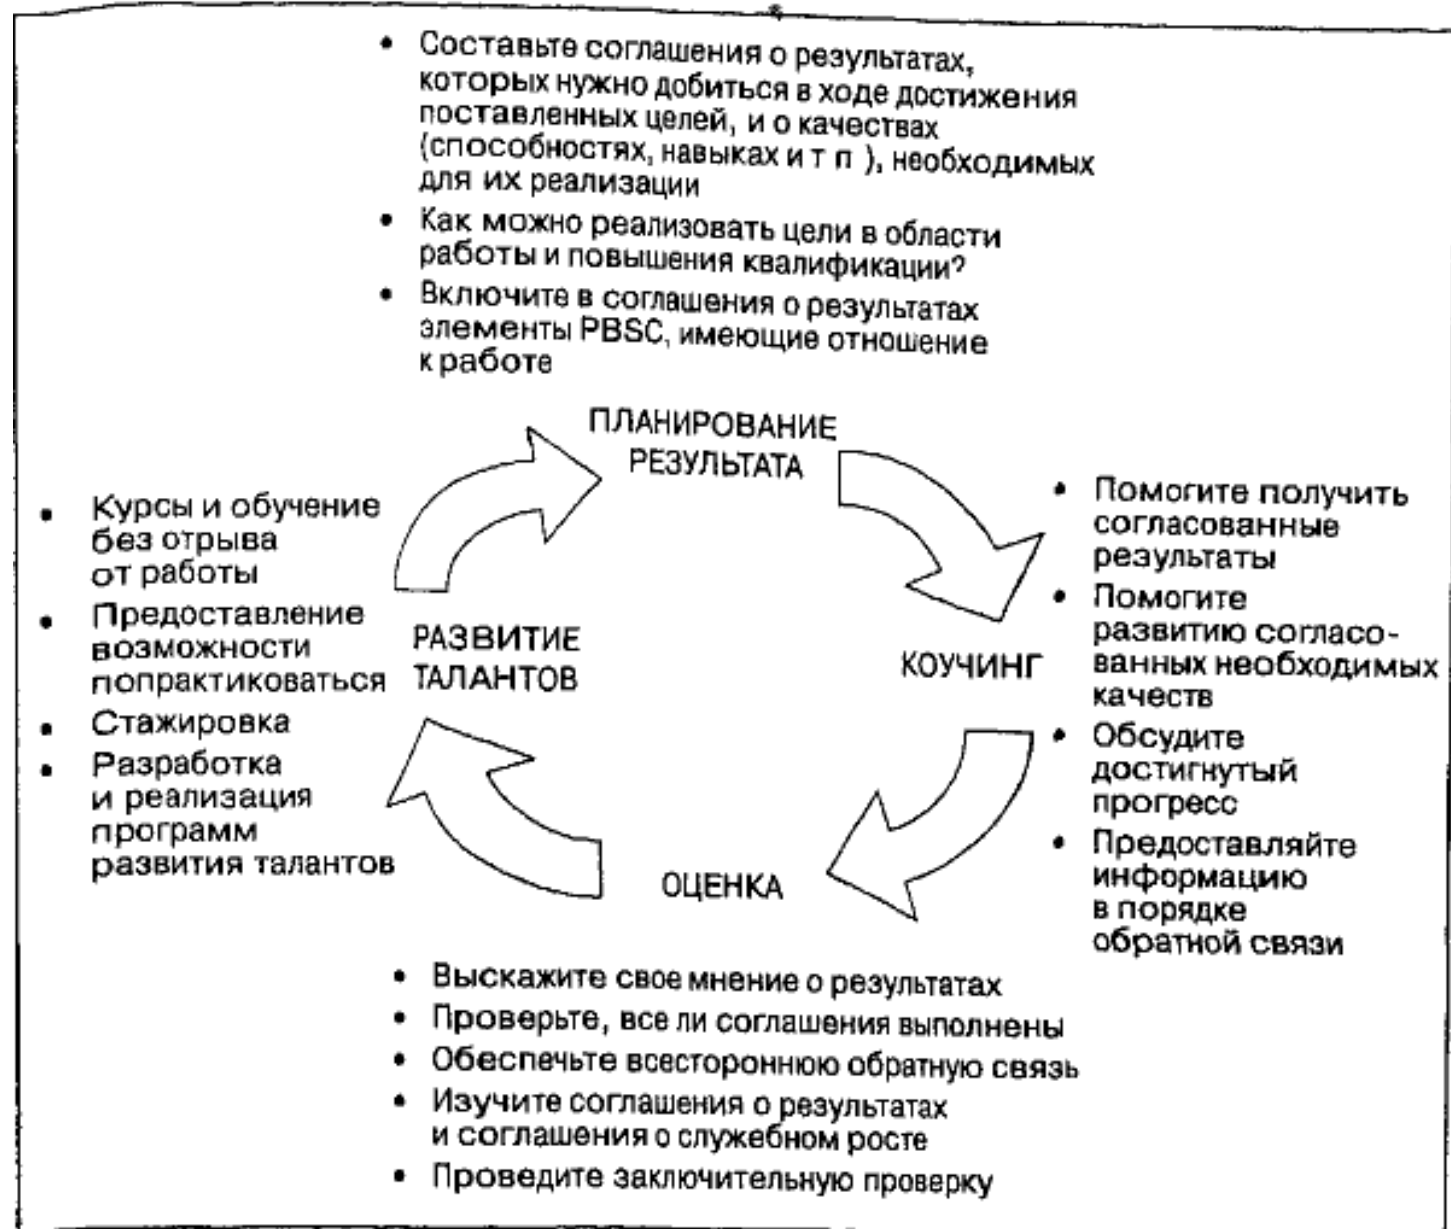 • Составьте соглашения о результатах,
которых нужно добиться в ходе достижения
поставленных целей, и о качествах
(способностях, навыках и т п ), необходимых
для их реализации
• Как можно реализовать цели в области
работы и повышения квалификации?
• Включите в соглашения о результатах
элементы PBSC, имеющие отношение
к работе
ПЛАНИРОВАНИЕ
РЕЗУЛЬТАТА
• Помогите получить
согласованные
результаты
• Помогите
развитию согласо-
ванных необходимых
качеств
• Обсудите
достигнутый
прогресс
• Предоставляйте
информацию
в порядке
обратной связи
КОУЧИНГ
ОЦЕНКА
• Выскажите свое мнение о результатах
• Проверьте, все ли соглашения выполнены
• Обеспечьте всестороннюю обратную связь
• Изучите соглашения о результатах
и соглашения о служебном росте
• Проведите заключительную проверку
РАЗВИТИЕ
ТАЛАНТОВ
• Курсы и обучение
без отрыва
от работы
• Предоставление
возможности
попрактиковаться
• Стажировка
• Разработка
и реализация
программ
развития талантов